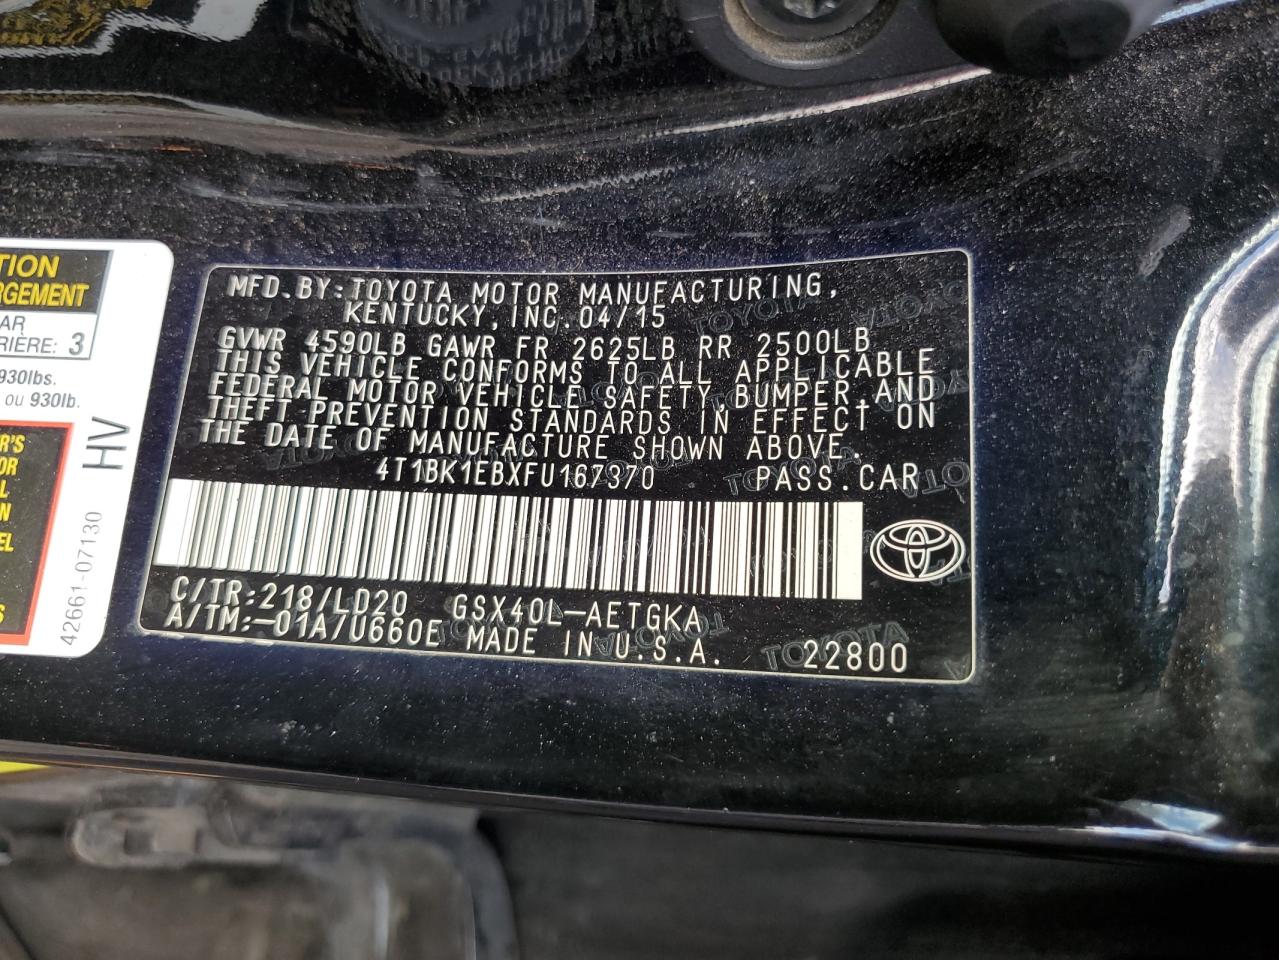 TION
RGEMENT
AR
RIÈRE: 3
930lbs.
ou 930lb.
R'S
OR
L
N
EL
S
HV
42661-07130
MFD.BY:TOYOTA MOTOR MANUFACTURING,
KENTUCKY,INC.04/15
GVWR 4590LB GAWR FR 2625LB RR 2500LB
THIS VEHICLE CONFORMS TO ALL APPLICABLE
FEDERAL MOTOR VEHICLE SAFETY,BUMPER,AND
THEFT PREVENTION STANDARDS IN EFFECT ON
THE DATE OF MANUFACTURE SHOWN ABOVE.
4T1BK1EBXFU167370 PASS.CAR
C/TR:218/LD20 GSX40L-AETGKA
A/TM:-01A/U660E MADE IN U.S.A. 22800